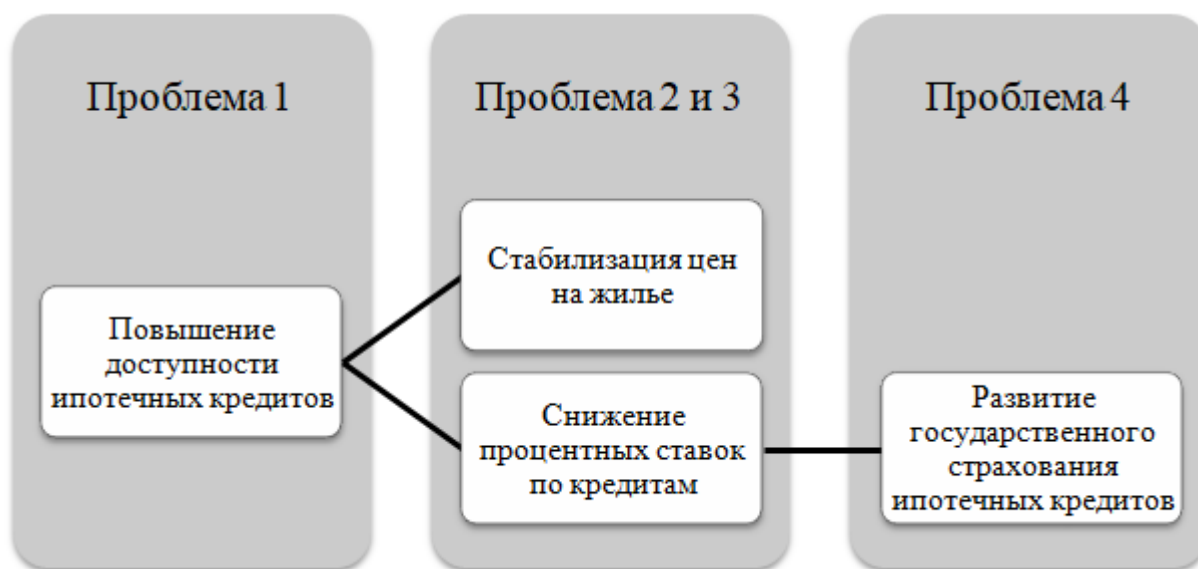 Проблема 1
Проблема 2 и 3
Проблема 4
Повышение
доступности
ипотечных кредитов
Стабилизация цен
на жилье
Снижение
процентных ставок
по кредитам
Развитие
государственного
страхования
ипотечных кредитов